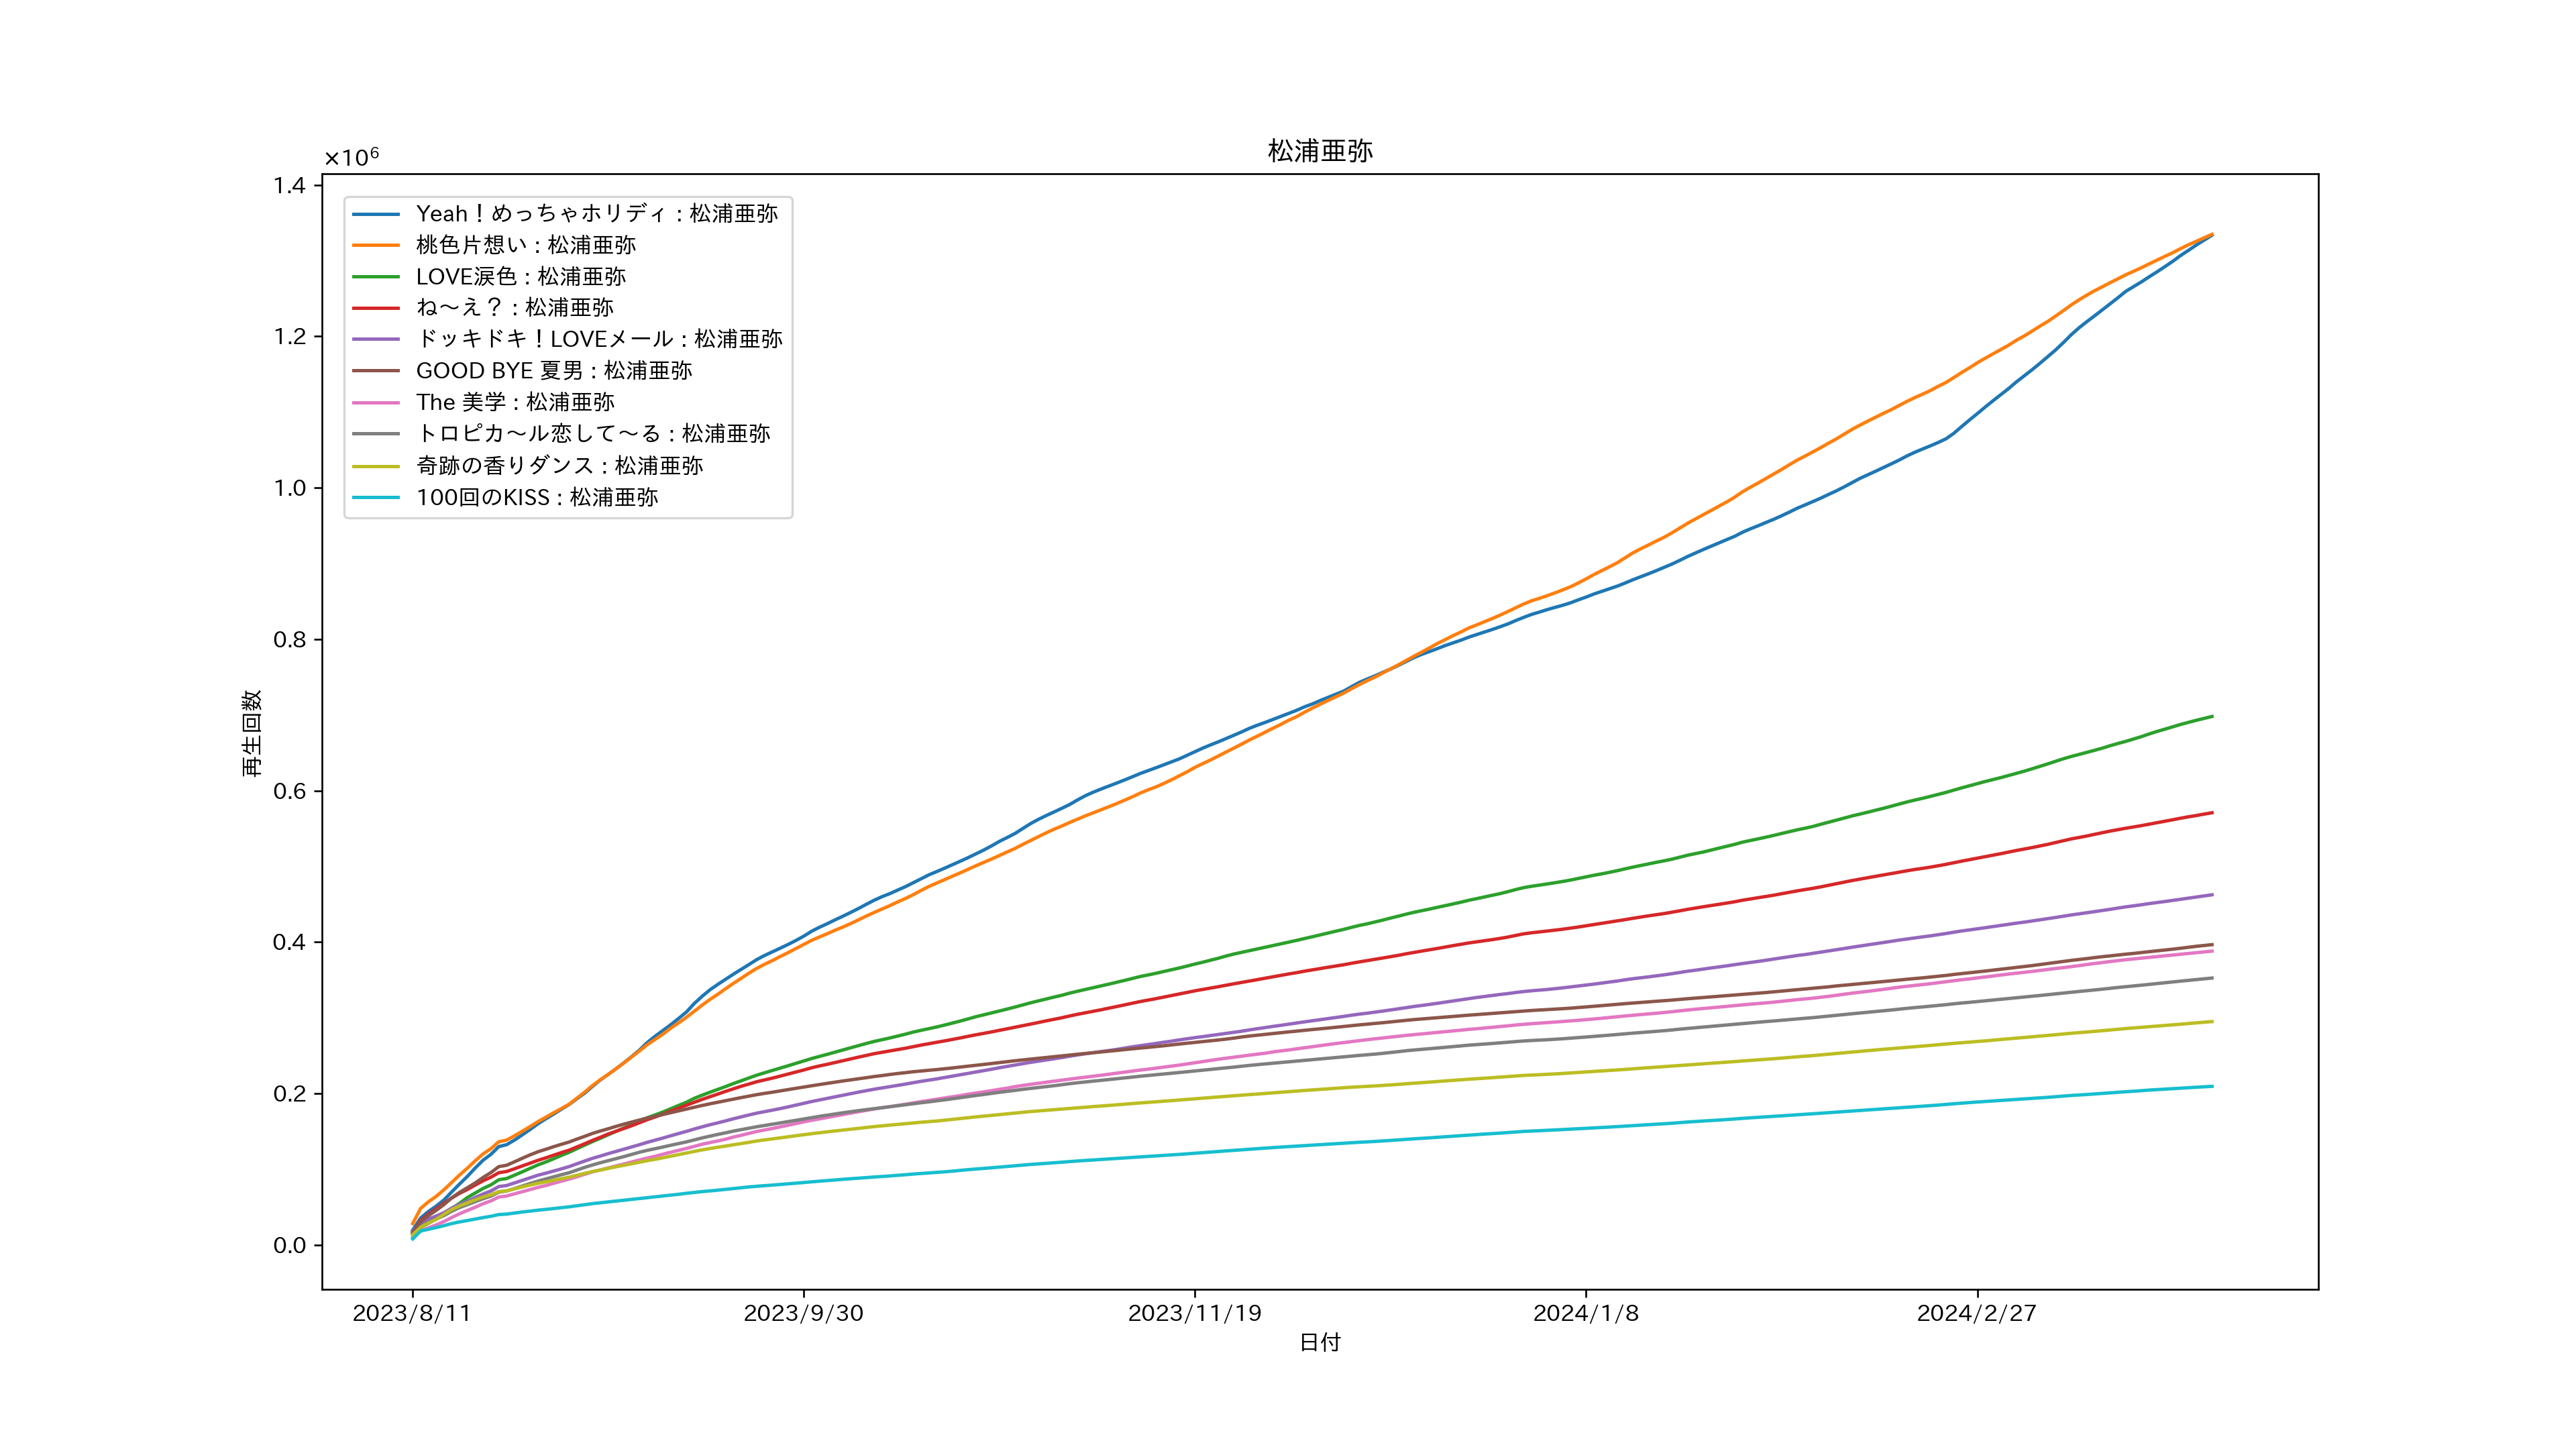 松浦亜弥
×10⁶
1.4
1.2
1.0
0.8
0.6
0.4
0.2
0.0
再生回数
Yeah！めっちゃホリディ : 松浦亜弥
桃色片想い : 松浦亜弥
LOVE涙色 : 松浦亜弥
ね〜え？ : 松浦亜弥
ドッキドキ！LOVEメール : 松浦亜弥
GOOD BYE 夏男 : 松浦亜弥
The 美学 : 松浦亜弥
トロピカ〜ル恋して〜る : 松浦亜弥
奇跡の香りダンス : 松浦亜弥
100回のKISS : 松浦亜弥
2023/8/11 2023/9/30 2023/11/19 2024/1/8 2024/2/27
日付